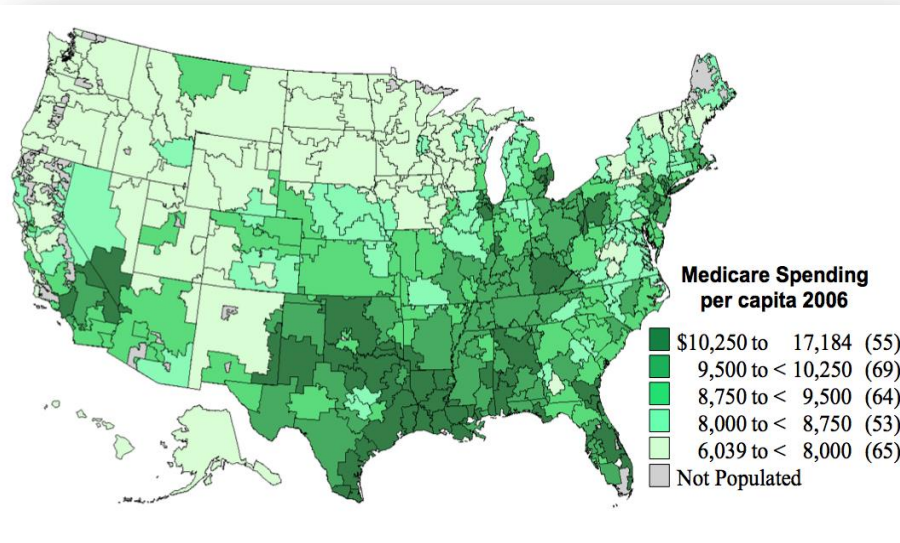 Medicare Spending
per capita 2006
$10,250 to 17,184 (55)
9,500 to < 10,250 (69)
8,750 to < 9,500 (64)
8,000 to < 8,750 (53)
6,039 to < 8,000 (65)
Not Populated